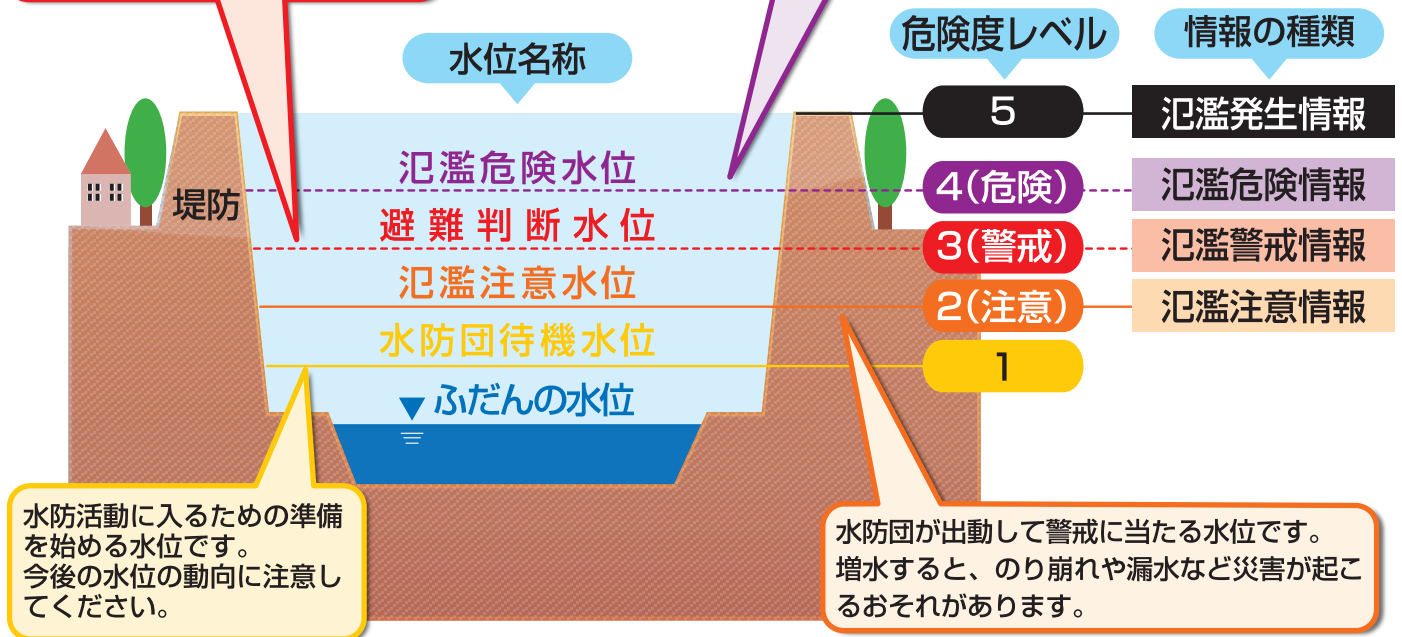 水位名称
危険度レベル
情報の種類
5
氾濫発生情報
氾濫危険水位
4(危険)
氾濫危険情報
堤防
避難判断水位
3(警戒)
氾濫警戒情報
氾濫注意水位
2(注意)
氾濫注意情報
水防団待機水位
1
ふだんの水位
水防活動に入るための準備
を始める水位です。
今後の水位の動向に注意し
てください。
水防団が出動して警戒に当たる水位です。
増水すると、のり崩れや漏水など災害が起こ
るおそれがあります。